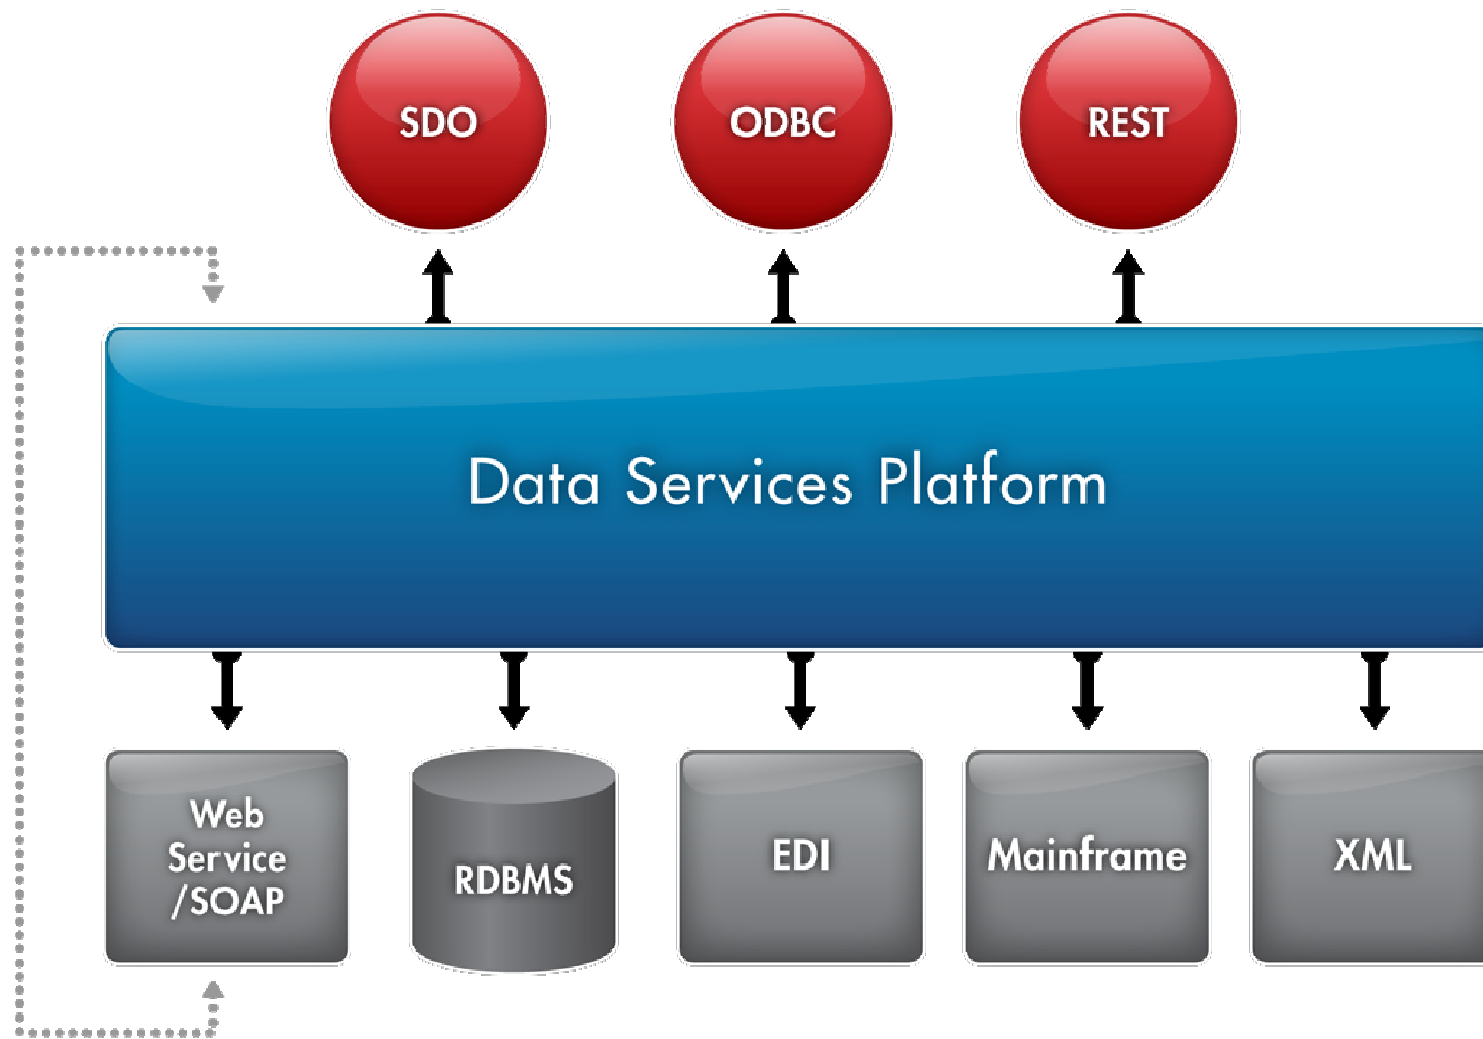 SDO
ODBC
REST
Data Services Platform
Web
Service
/SOAP
RDBMS
EDI
Mainframe
XML